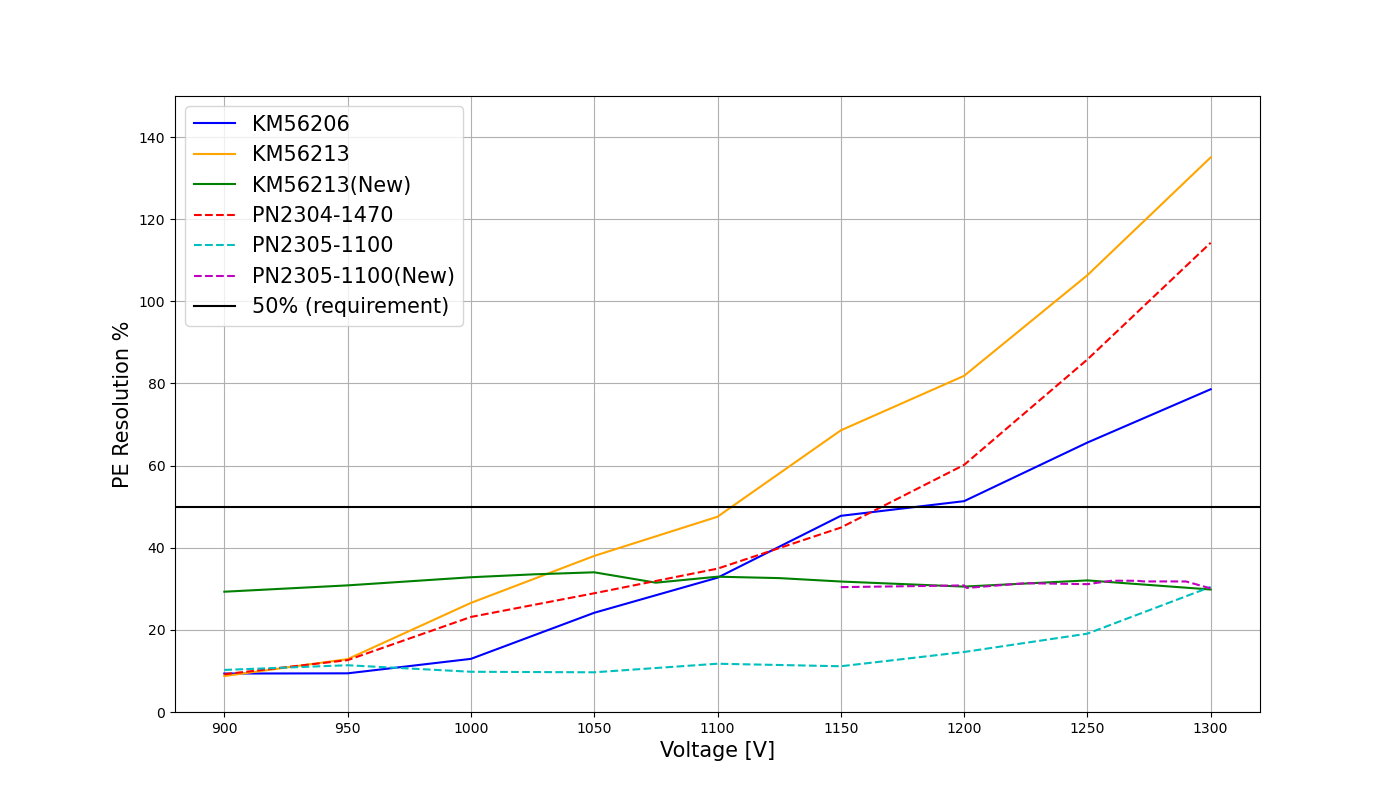 KM56206
KM56213
KM56213(New)
PN2304-1470
PN2305-1100
PN2305-1100(New)
50% (requirement)
PE Resolution %
140
120
100
80
60
40
20
0
900 950 1000 1050 1100 1150 1200 1250 1300
Voltage [V]